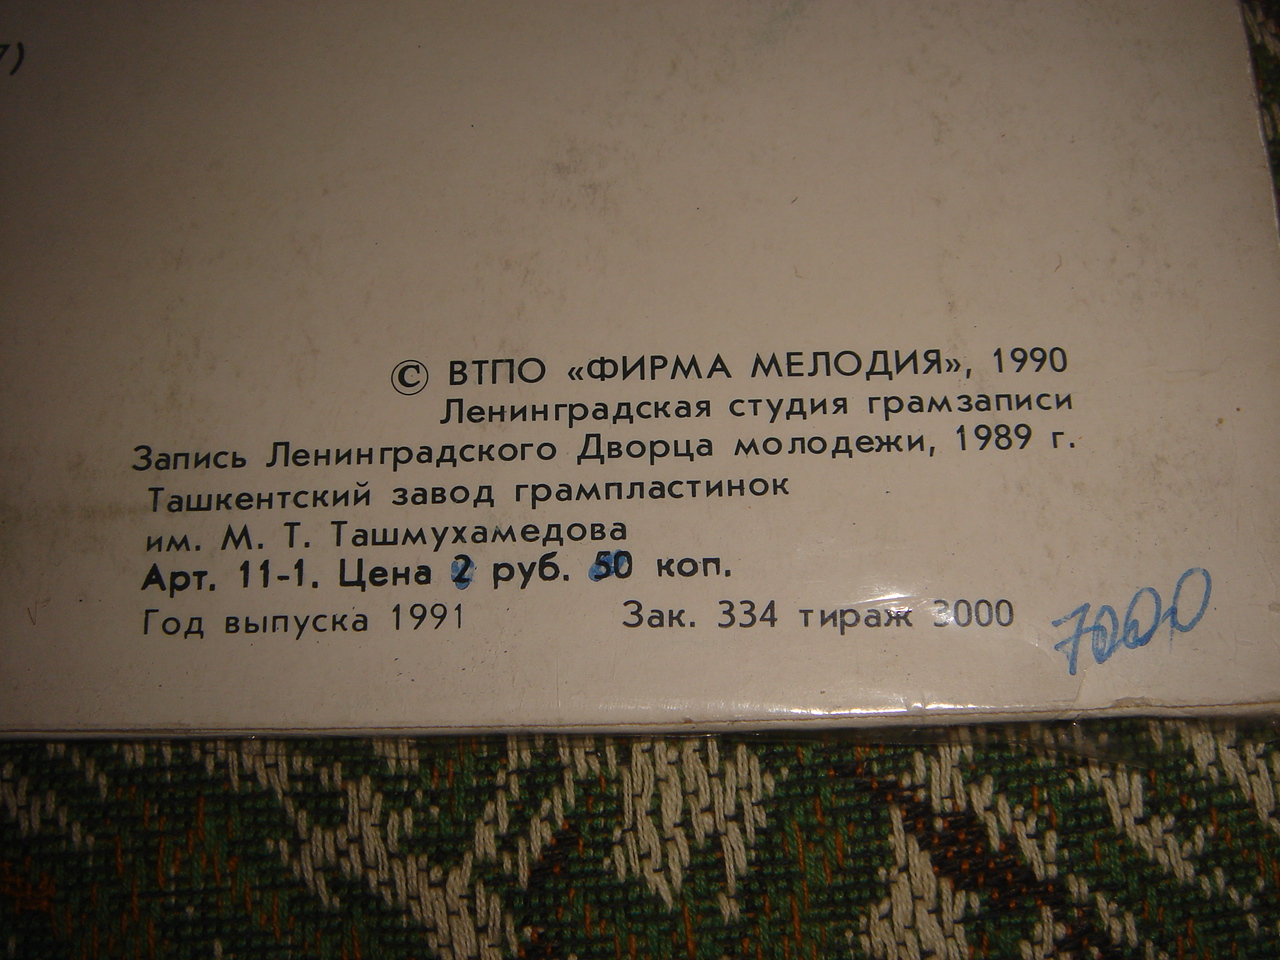 7)
© ВТПО «ФИРМА МЕЛОДИЯ», 1990
Ленинградская студия грамзаписи
Запись Ленинградского Дворца молодежи, 1989 г.
Ташкентский завод грампластинок
им. М. Т. Ташмухамедова
Арт. 11-1. Цена 2 руб. 50 коп.
Год выпуска 1991 Зак. 334 тираж 3000
7000